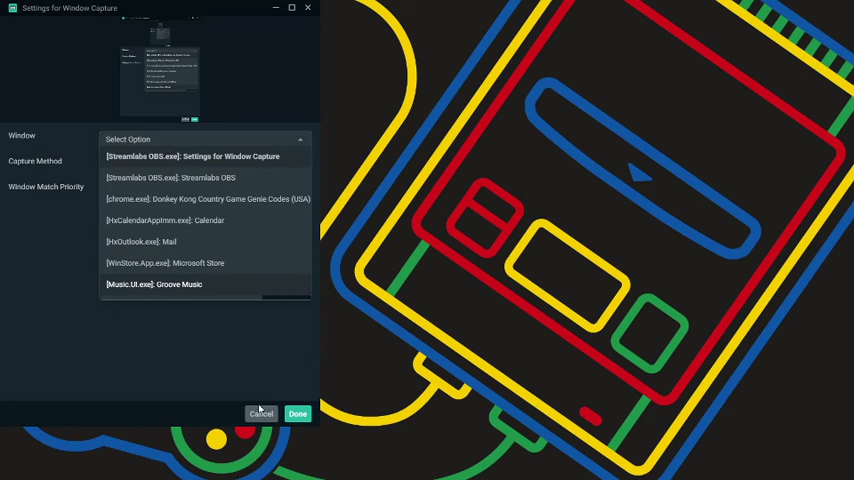 Settings for Window Capture
Window
Select Option
[Streamlabs OBS.exe]: Settings for Window Capture
Capture Method
[Streamlabs OBS.exe]: Streamlabs OBS
Window Match Priority
[chrome.exe]: Donkey Kong Country Game Genie Codes (USA)
[HxCalendarAppImm.exe]: Calendar
[HxOutlook.exe]: Mail
[WinStore.App.exe]: Microsoft Store
[Music.UI.exe]: Groove Music
Cancel
Done